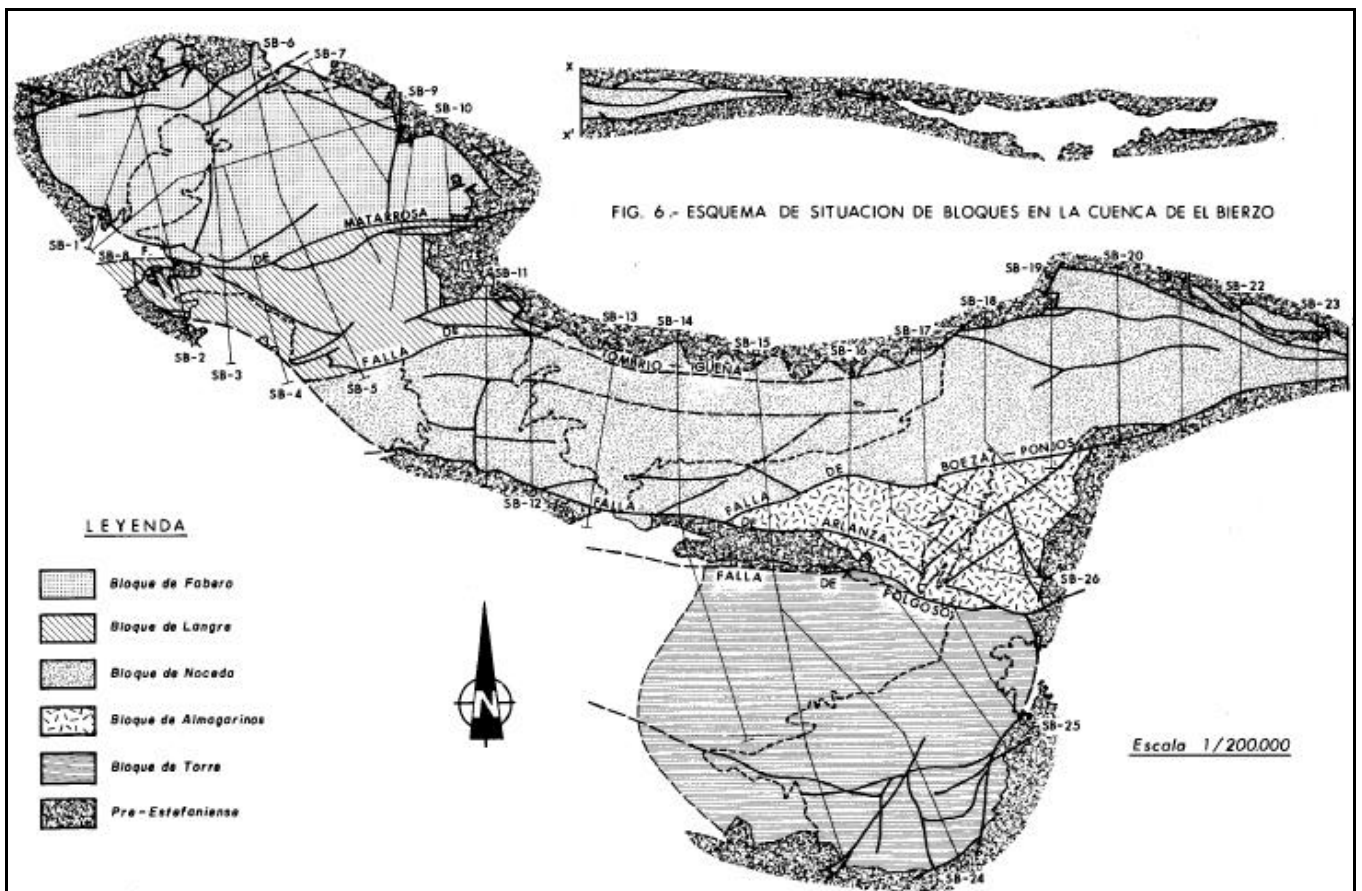 SB-6
SB-7
SB-9
SB-10
X
X'
FIG. 6.- ESQUEMA DE SITUACION DE BLOQUES EN LA CUENCA DE EL BIERZO
SB-1
SB-8
F. DE MATARROSA
SB-2
SB-3
SB-4
SB-5
SB-11
FALLA DE TOMBRIO - IGÜEÑA
SB-13
SB-14
SB-15
SB-16
SB-17
SB-18
SB-19
SB-20
SB-22
SB-23
SB-12
FALLA DE ARLANZA
FALLA DE BOEZA - PONJOS
FALLA DE FOLGOSO
SB-26
SB-25
SB-24
LEYENDA
Bloque de Fabero
Bloque de Langre
Bloque de Noceda
Bloque de Almagarinos
Bloque de Torre
Pre-Estefaniense
N
Escala 1/200.000